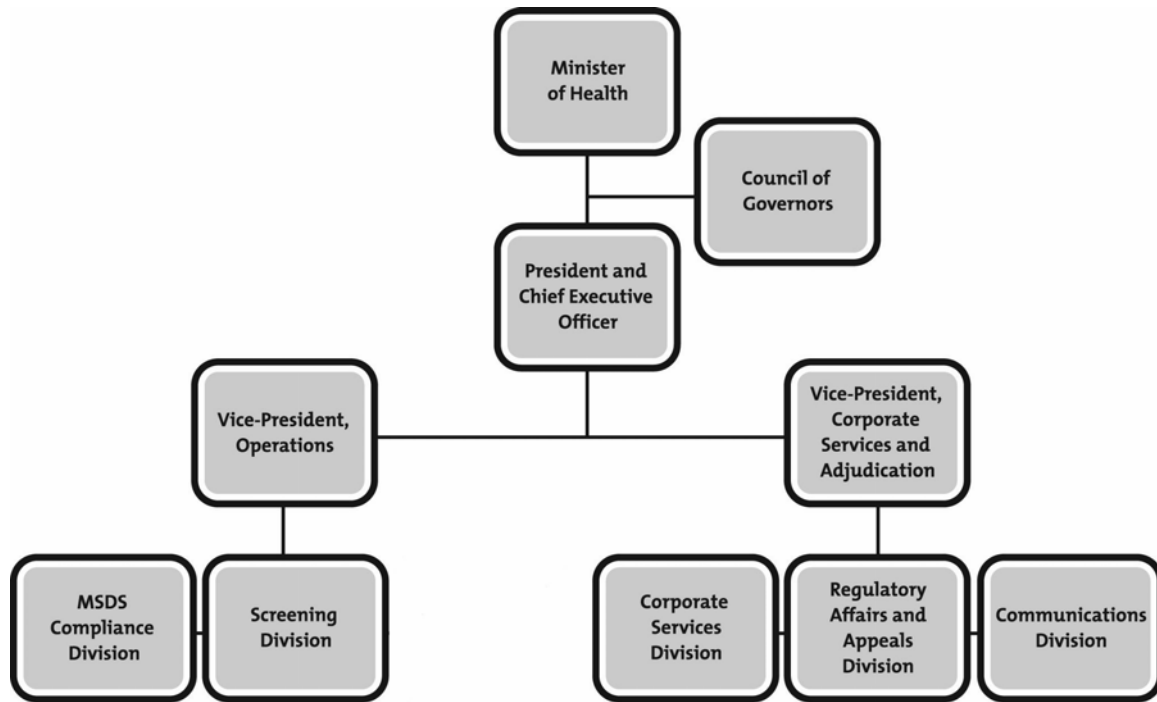 Minister
of Health
Council of
Governors
President and
Chief Executive
Officer
Vice-President,
Operations
Vice-President,
Corporate
Services and
Adjudication
MSDS
Compliance
Division
Screening
Division
Corporate
Services
Division
Regulatory
Affairs and
Appeals
Division
Communications
Division